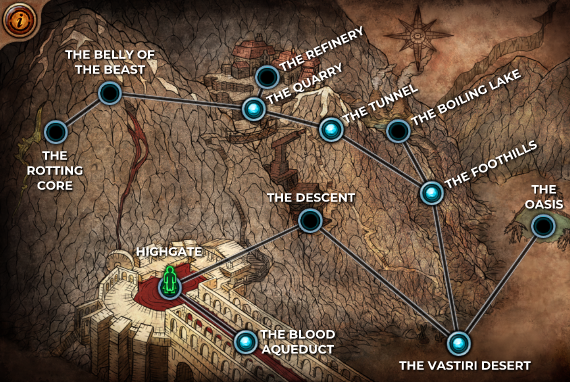 THE REFINERY
THE BELLY OF
THE BEAST
THE QUARRY
THE TUNNEL
THE BOILING LAKE
THE
ROTTING
CORE
THE FOOTHILLS
THE DESCENT
THE
OASIS
HIGHGATE
THE BLOOD
AQUEDUCT
THE VASTIRI DESERT